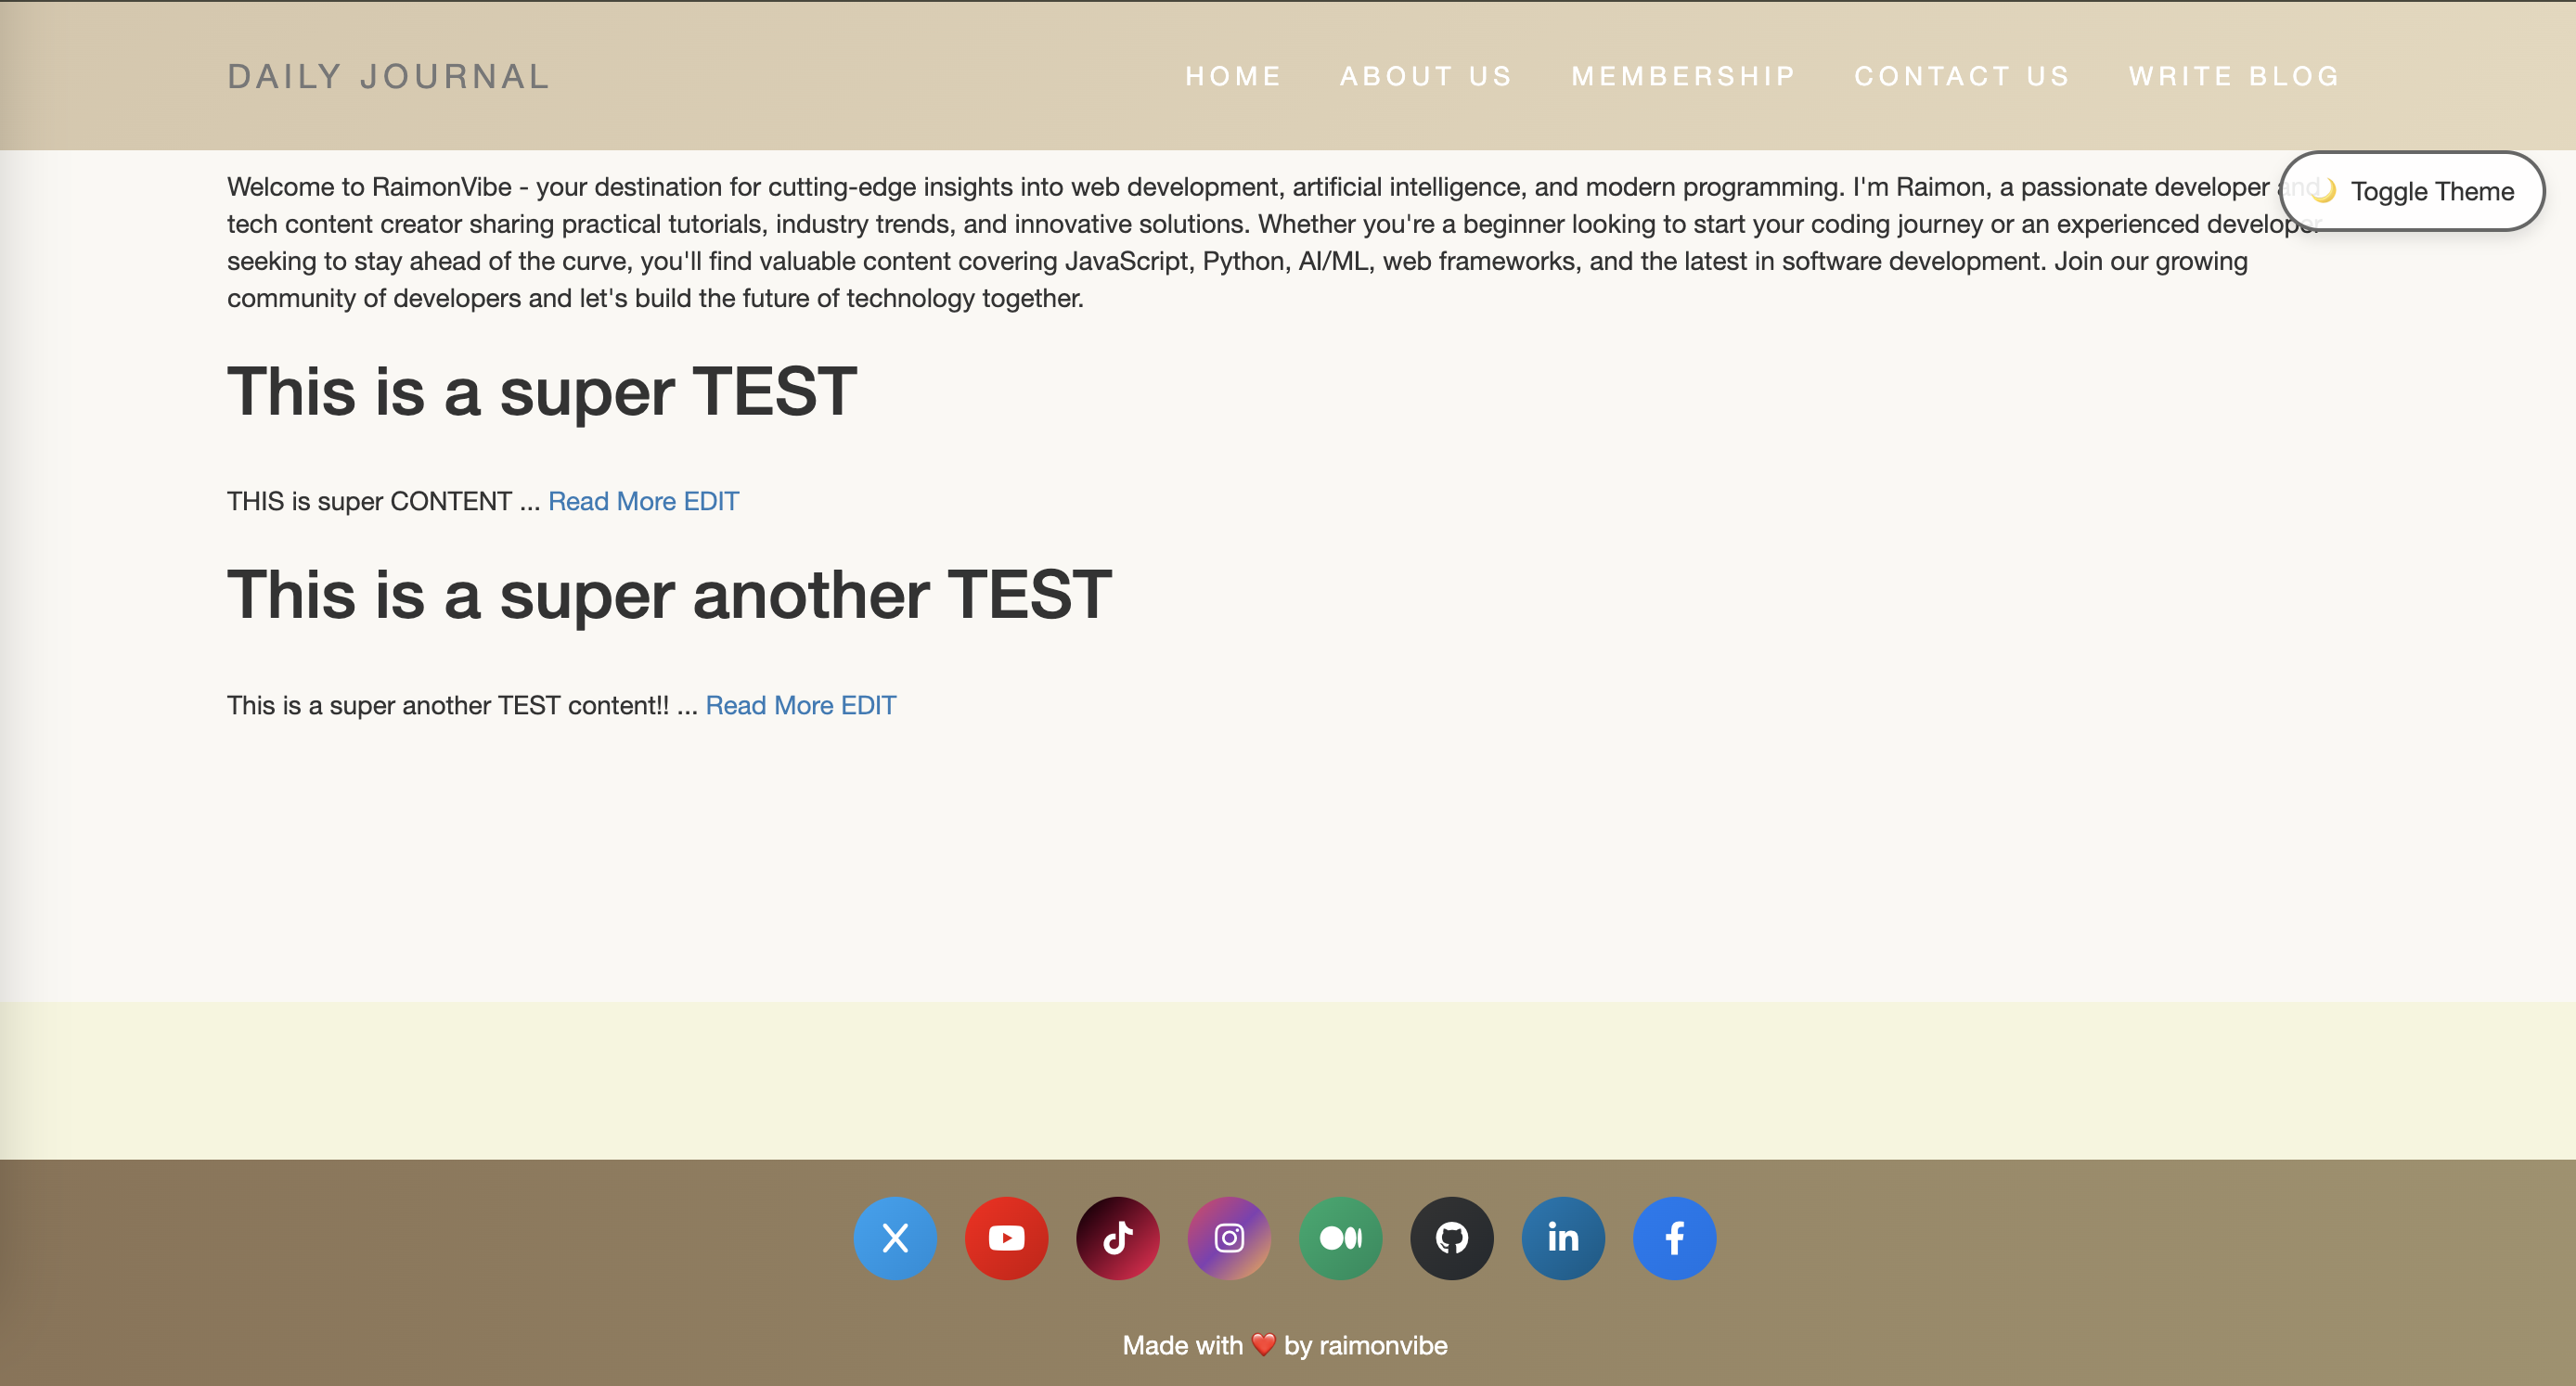 DAILY JOURNAL
HOME ABOUT US MEMBERSHIP CONTACT US WRITE BLOG
Welcome to RaimonVibe - your destination for cutting-edge insights into web development, artificial intelligence, and modern programming. I'm Raimon, a passionate developer and
🌙 Toggle Theme
tech content creator sharing practical tutorials, industry trends, and innovative solutions. Whether you're a beginner looking to start your coding journey or an experienced developer
seeking to stay ahead of the curve, you'll find valuable content covering JavaScript, Python, AI/ML, web frameworks, and the latest in software development. Join our growing
community of developers and let's build the future of technology together.
This is a super TEST
THIS is super CONTENT ... Read More EDIT
This is a super another TEST
This is a super another TEST content!! ... Read More EDIT
Made with ❤️ by raimonvibe